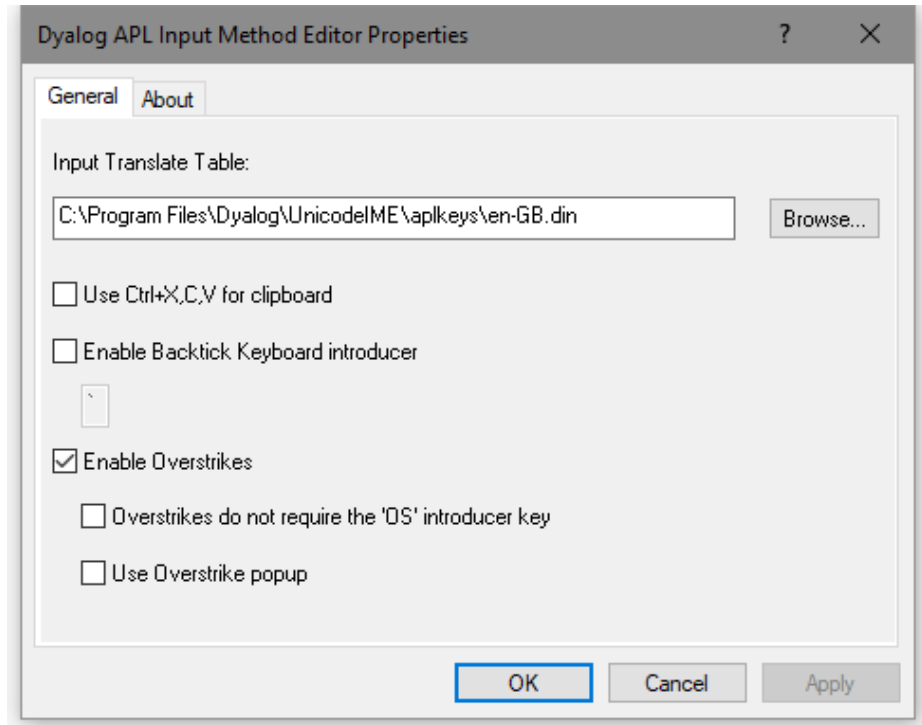 Dyalog APL Input Method Editor Properties ? ×
General About
Input Translate Table:
C:\Program Files\Dyalog\UnicodeIME\aplkeys\en-GB.din Browse...
Use Ctrl+X,C,V for clipboard
Enable Backtick Keyboard introducer
`
Enable Overstrikes
Overstrikes do not require the 'OS' introducer key
Use Overstrike popup
OK Cancel Apply